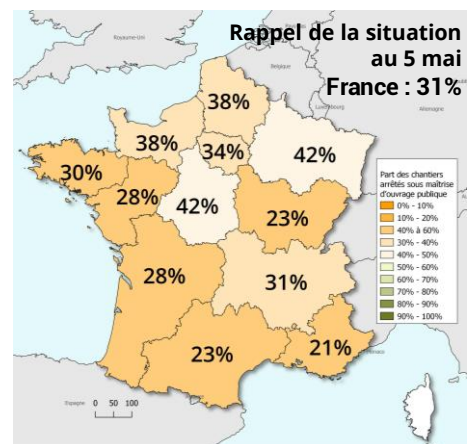 Rappel de la situation
au 5 mai
France : 31%
Royaume-Uni
Belgique
Luxembourg
Allemagne
38%
38%
34%
42%
30%
28%
42%
23%
28%
31%
23%
21%
Part des chantiers
arrêtés sous maîtrise
d'ouvrage publique
0% - 10%
10% - 20%
40% à 60%
30% - 40%
40% - 50%
50% - 60%
60% - 70%
70% - 80%
80% - 90%
90% - 100%
Espagne
0 50 100